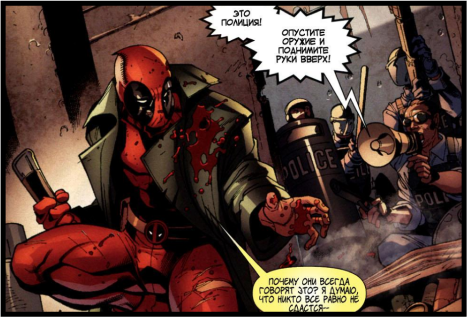 ЭТО
ПОЛИЦИЯ!
ОПУСТИТЕ
ОРУЖИЕ И
ПОДНИМИТЕ
РУКИ ВВЕРХ!
POLICE
POLICE
ПОЧЕМУ ОНИ ВСЕГДА
ГОВОРЯТ ЭТО? Я ДУМАЮ,
ЧТО НИКТО ВСЕ РАВНО НЕ
СДАСТСЯ--